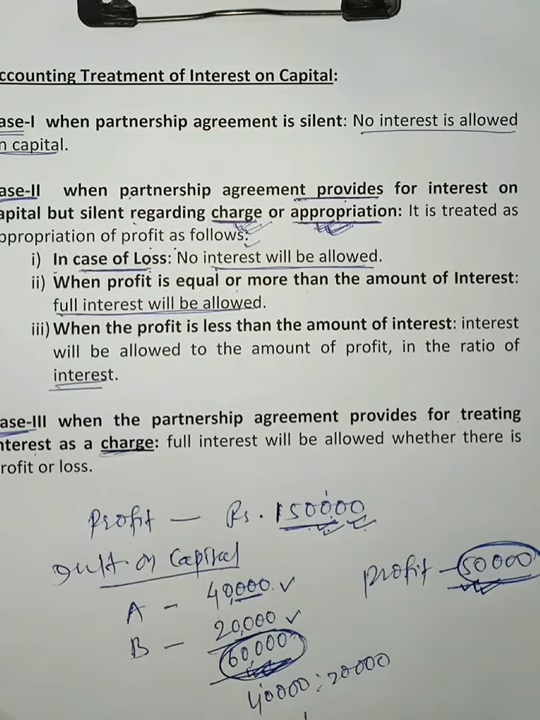 ccounting Treatment of Interest on Capital:
ase-I when partnership agreement is silent: No interest is allowed
n capital.
ase-II when partnership agreement provides for interest on
apital but silent regarding charge or appropriation: It is treated as
ppropriation of profit as follows:
i) In case of Loss: No interest will be allowed.
ii) When profit is equal or more than the amount of Interest:
full interest will be allowed.
iii) When the profit is less than the amount of interest: interest
will be allowed to the amount of profit, in the ratio of
interest.
ase-III when the partnership agreement provides for treating
nterest as a charge: full interest will be allowed whether there is
rofit or loss.
Profit — Rs. 150000
on Capital
A - 40,000
B - 20,000
60,000
Profit - 50000
40000:20000